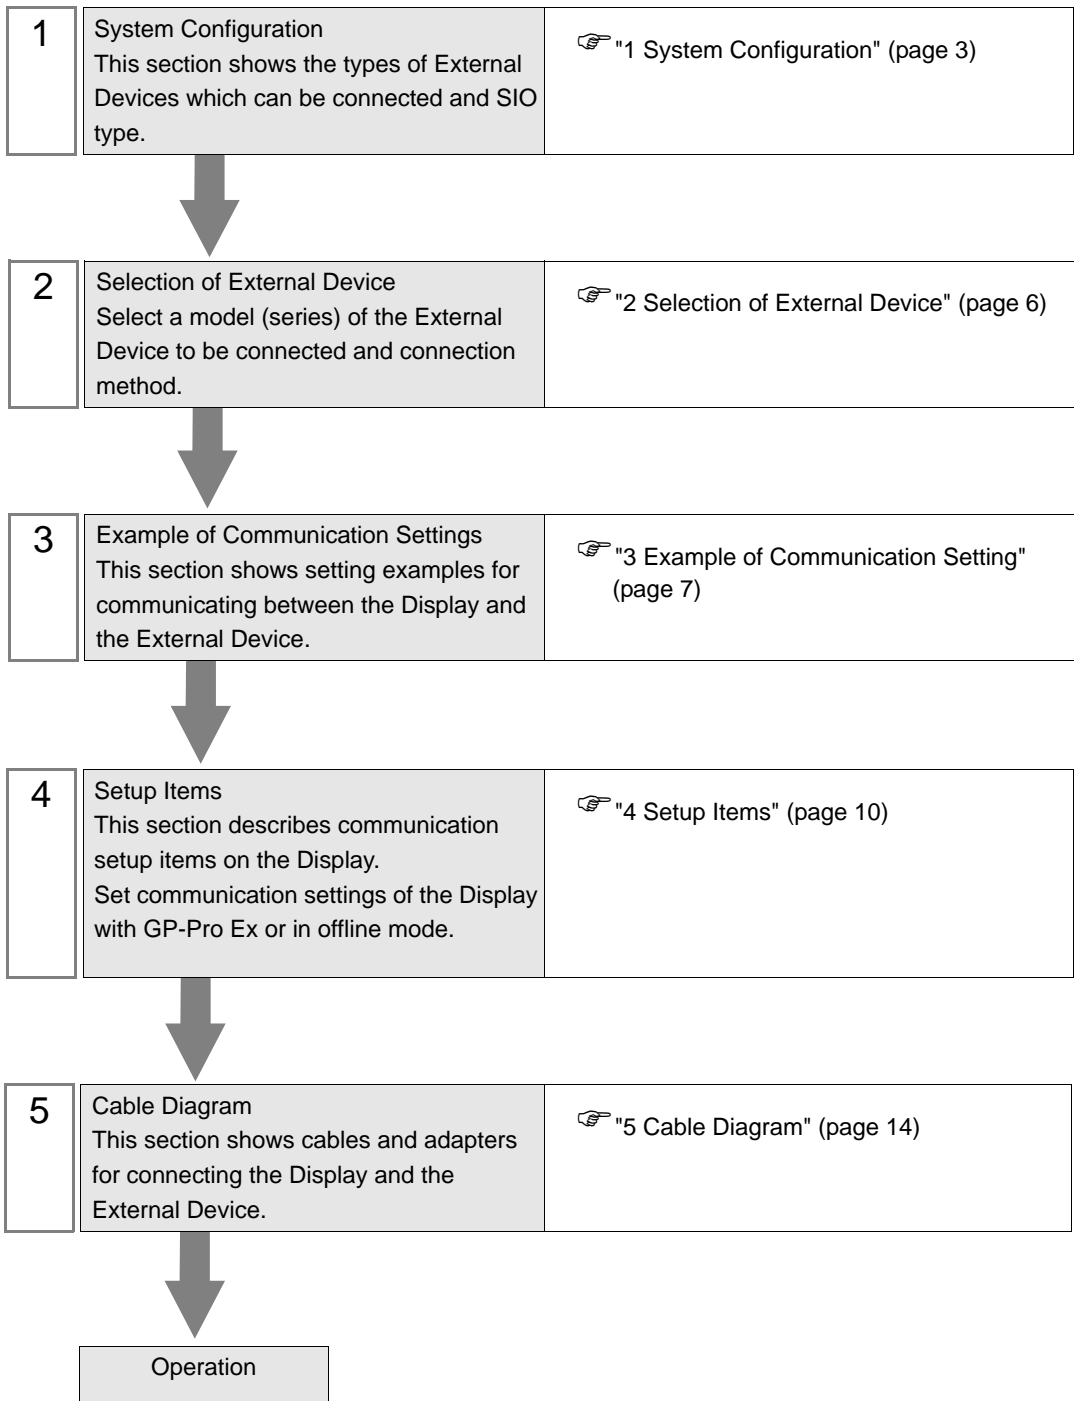 1
System Configuration
This section shows the types of External
Devices which can be connected and SIO
type.
"1 System Configuration" (page 3)
2
Selection of External Device
Select a model (series) of the External
Device to be connected and connection
method.
"2 Selection of External Device" (page 6)
3
Example of Communication Settings
This section shows setting examples for
communicating between the Display and
the External Device.
"3 Example of Communication Setting"
(page 7)
4
Setup Items
This section describes communication
setup items on the Display.
Set communication settings of the Display
with GP-Pro Ex or in offline mode.
"4 Setup Items" (page 10)
5
Cable Diagram
This section shows cables and adapters
for connecting the Display and the
External Device.
"5 Cable Diagram" (page 14)
Operation